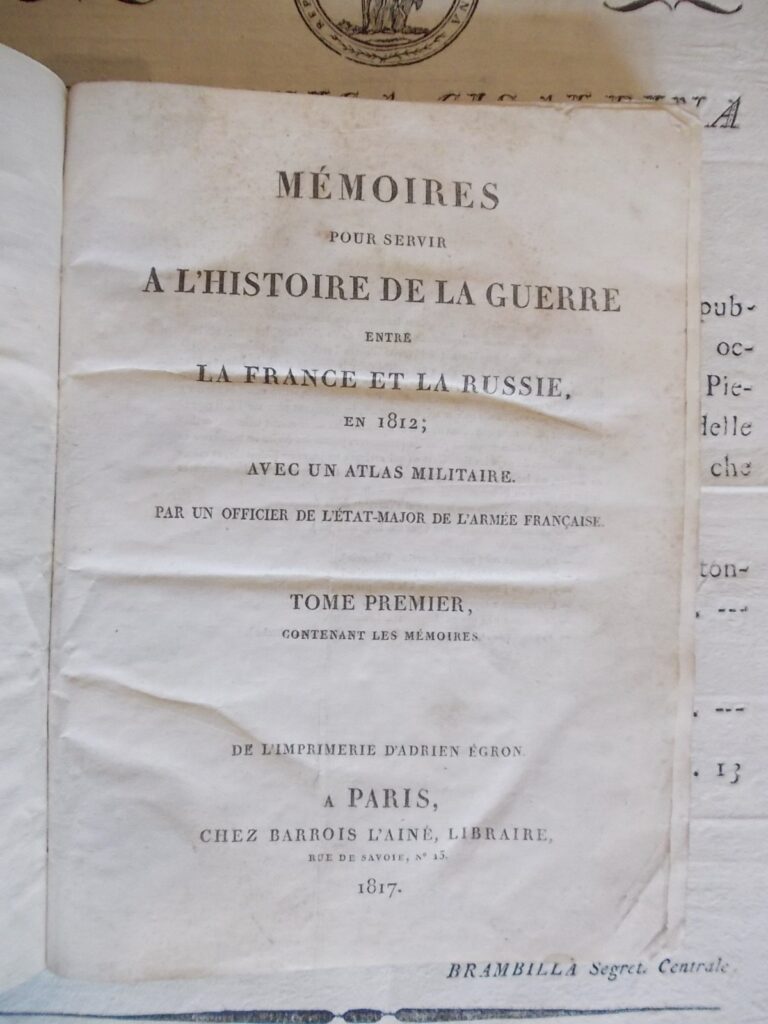 MÉMOIRES
POUR SERVIR
A L'HISTOIRE DE LA GUERRE
ENTRE
LA FRANCE ET LA RUSSIE,
EN 1812;
AVEC UN ATLAS MILITAIRE.
PAR UN OFFICIER DE L'ÉTAT-MAJOR DE L'ARMÉE FRANÇAISE.
TOME PREMIER,
CONTENANT LES MÉMOIRES.
DE L'IMPRIMERIE D'ADRIEN ÉGRON.
A PARIS,
CHEZ BARROIS L'AINÉ, LIBRAIRE,
RUE DE SAVOIE, N° 13.
1817.
pub-
oc-
Pie-
delle
che
ton-
. ---
. ---
. 13
BRAMBILLA Segret. Centrale.